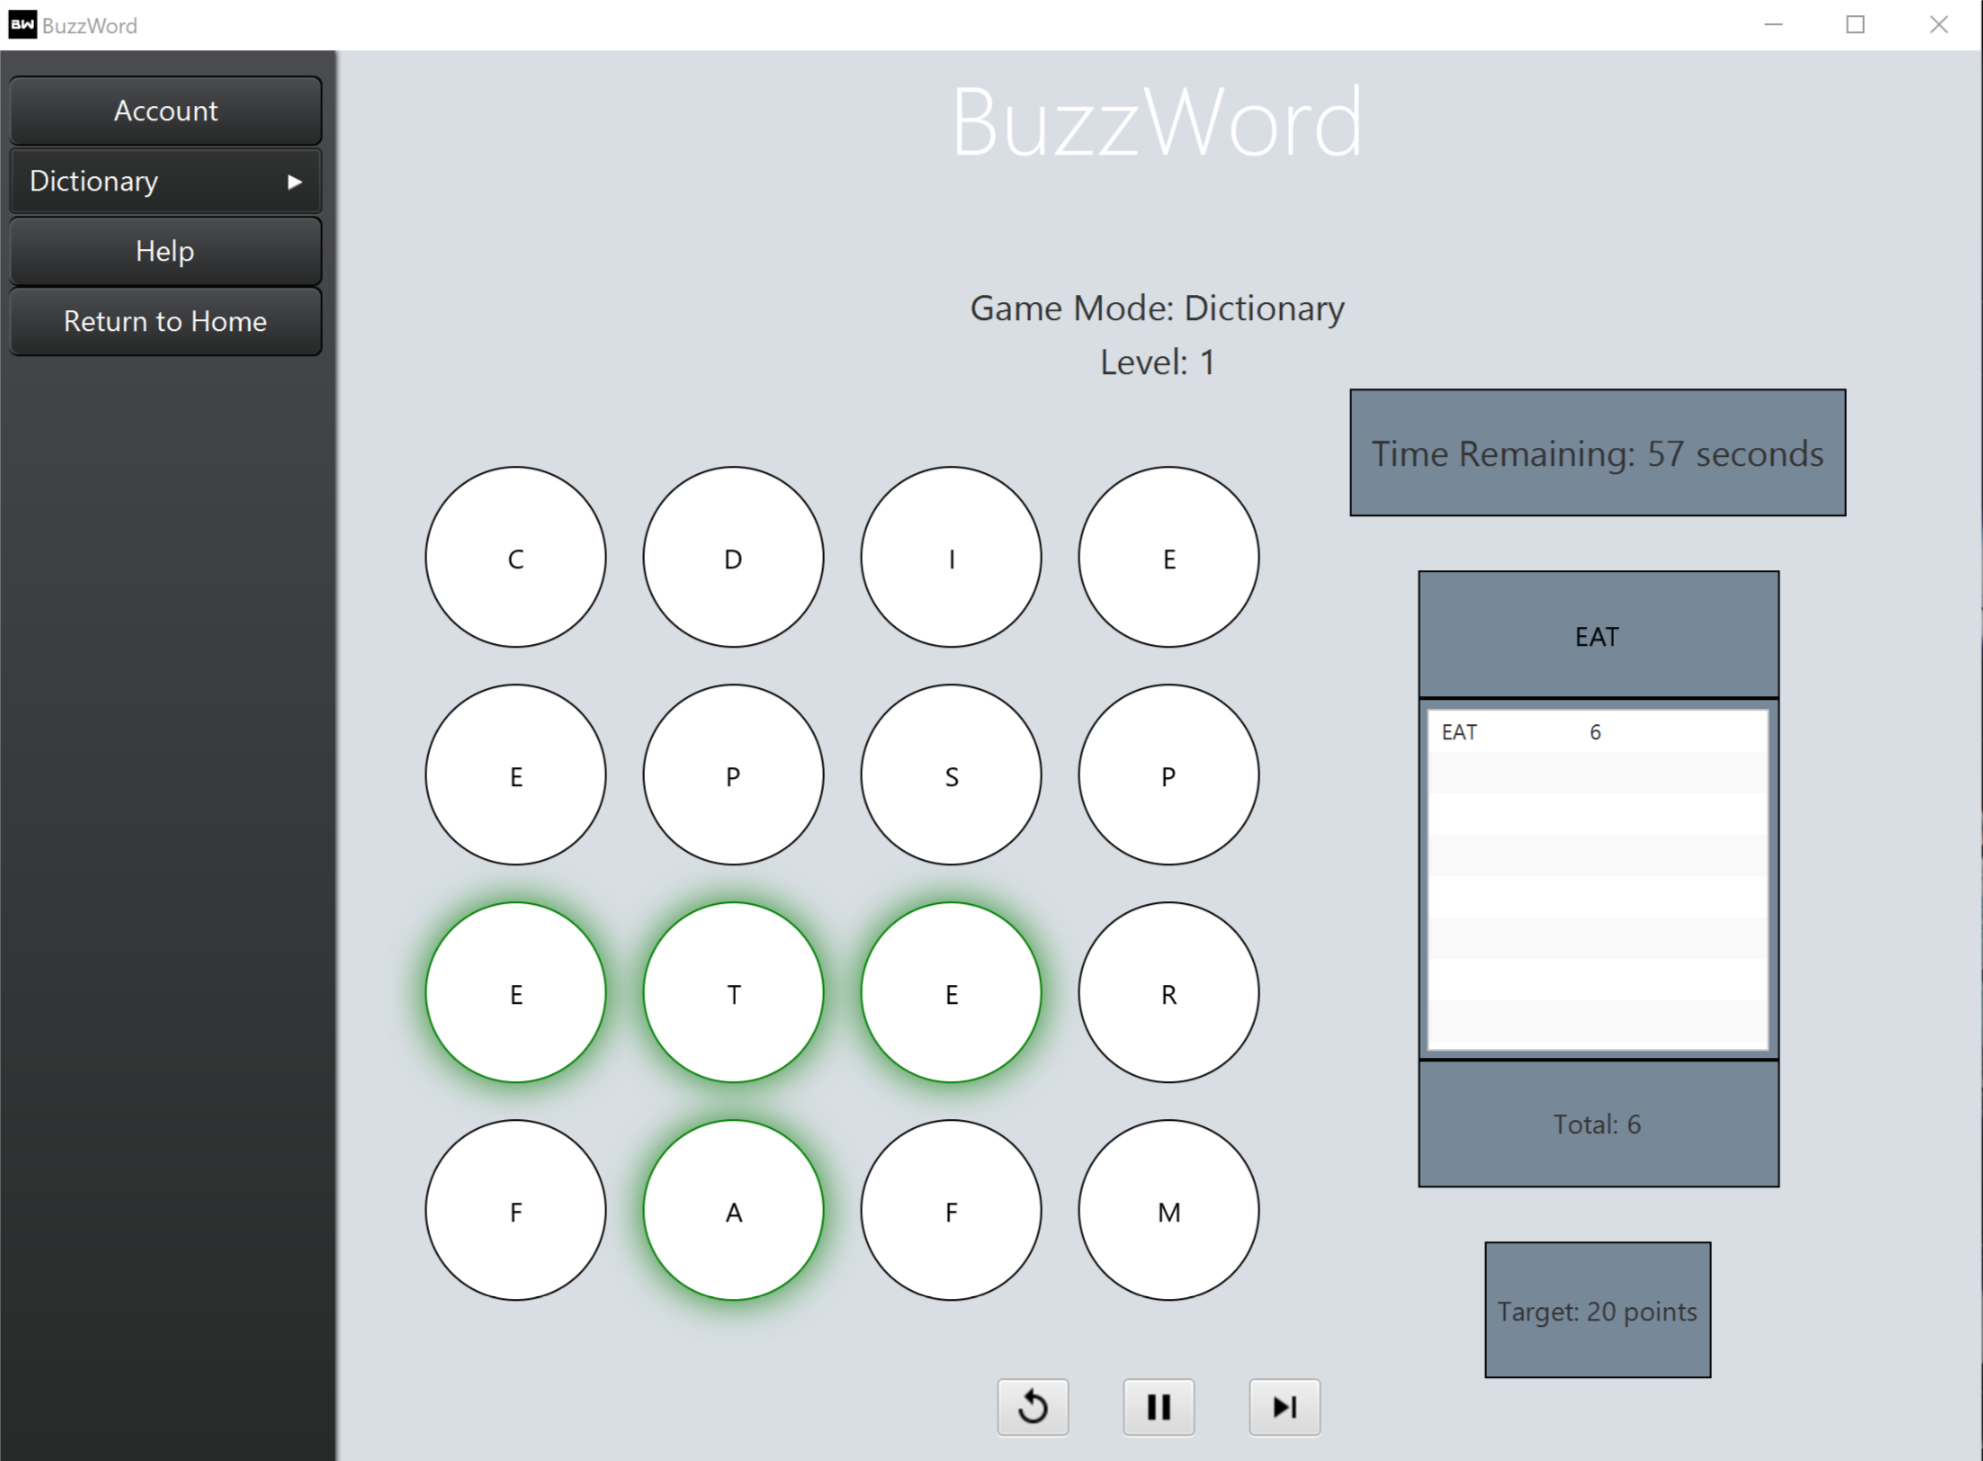 BW BuzzWord
Account
Dictionary
Help
Return to Home
BuzzWord
Game Mode: Dictionary
Level: 1
Time Remaining: 57 seconds
C D I E
E P S P
E T E R
F A F M
EAT
EAT 6
Total: 6
Target: 20 points